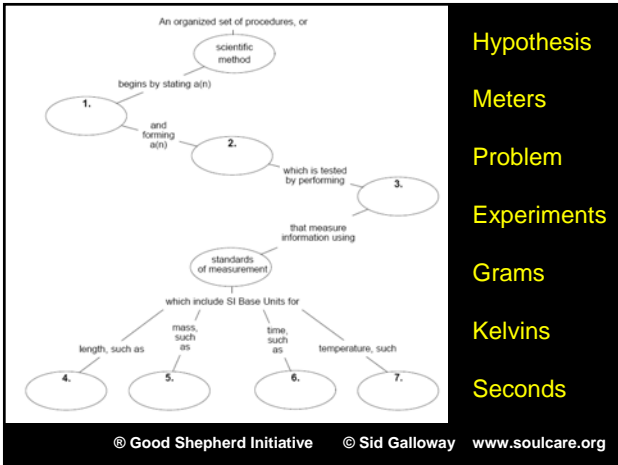 An organized set of procedures, or
scientific
method
begins by stating a(n)
1.
and
forming
a(n)
2.
which is tested
by performing
3.
that measure
information using
standards
of measurement
which include SI Base Units for
length, such as
mass,
such
as
time,
such
as
temperature, such
4.
5.
6.
7.
Hypothesis
Meters
Problem
Experiments
Grams
Kelvins
Seconds
® Good Shepherd Initiative © Sid Galloway www.soulcare.org